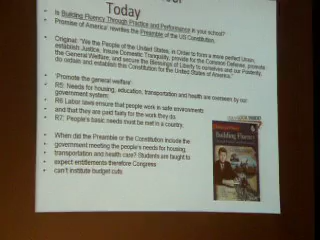 Today
Is Building Fluency Through Practice and Performance in your school?
Promise of America' rewrites the Preamble of the US Constitution.
Original: "We the People of the United States, in Order to form a more perfect Union,
establish Justice, insure Domestic Tranquility, provide for the Common Defense, promote
the General Welfare, and secure the Blessings of Liberty to ourselves and our Posterity,
do ordain and establish this Constitution for the United States of America."
'Promote the general welfare':
R5: Needs for housing, education, transportation and health are overseen by our
government system;
R6 Labor laws ensure that people work in safe environments
and that they are paid fairly for the work they do.
R7: People's basic needs must be met in a country.
When did the Preamble or the Constitution include the
government meeting the people's needs for housing,
transportation and health care? Students are taught to
expect entitlements therefore Congress
can't institute budget cuts
Building Fluency